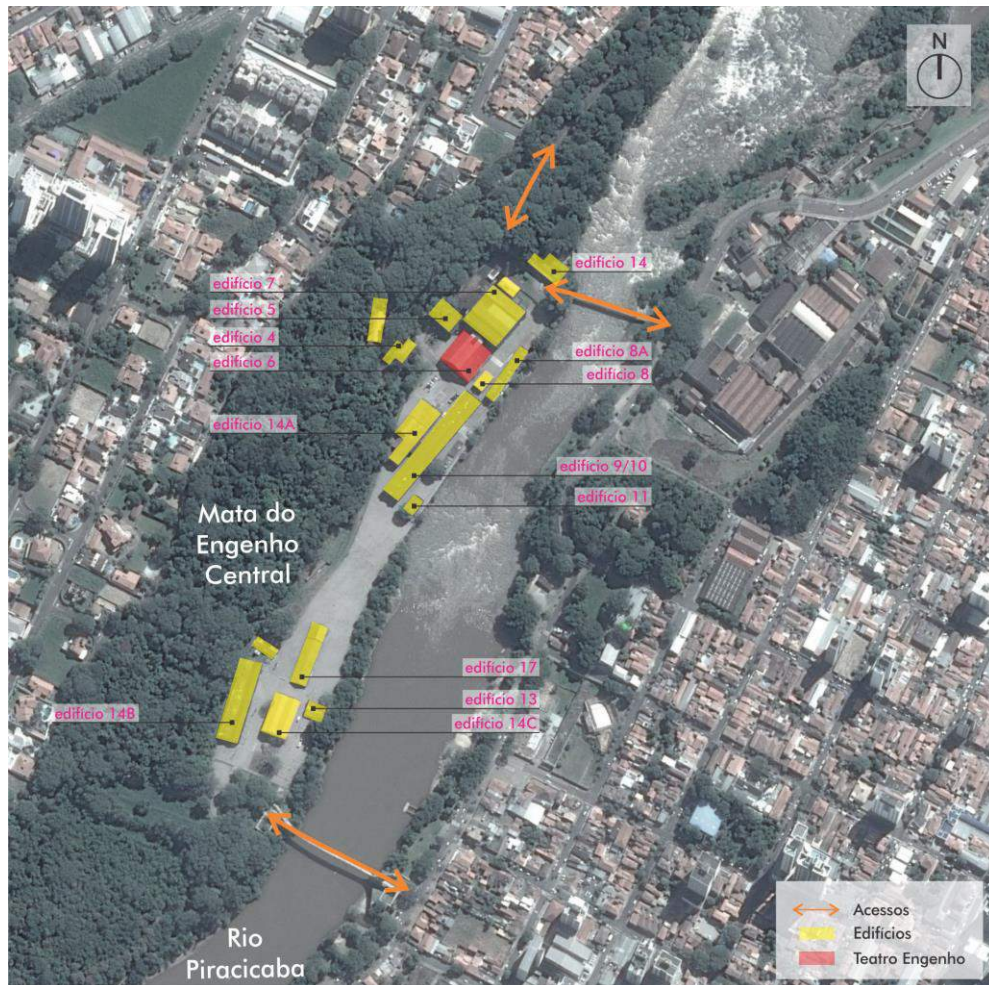 N
edifício 14
edifício 7
edifício 5
edifício 4
edifício 6
edifício 8A
edifício 8
edifício 14A
edifício 9/10
edifício 11
Mata do
Engenho
Central
edifício 17
edifício 13
edifício 14B
edifício 14C
Rio
Piracicaba
Acessos
Edifícios
Teatro Engenho